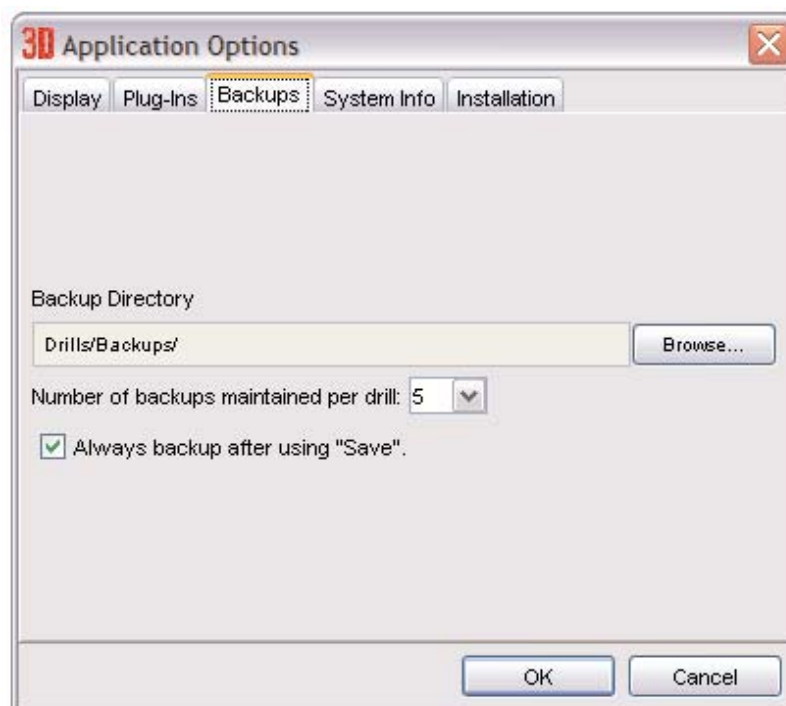 3D Application Options
Display Plug-Ins Backups System Info Installation
Backup Directory
Drills/Backups/ Browse...
Number of backups maintained per drill: 5
Always backup after using "Save".
OK Cancel